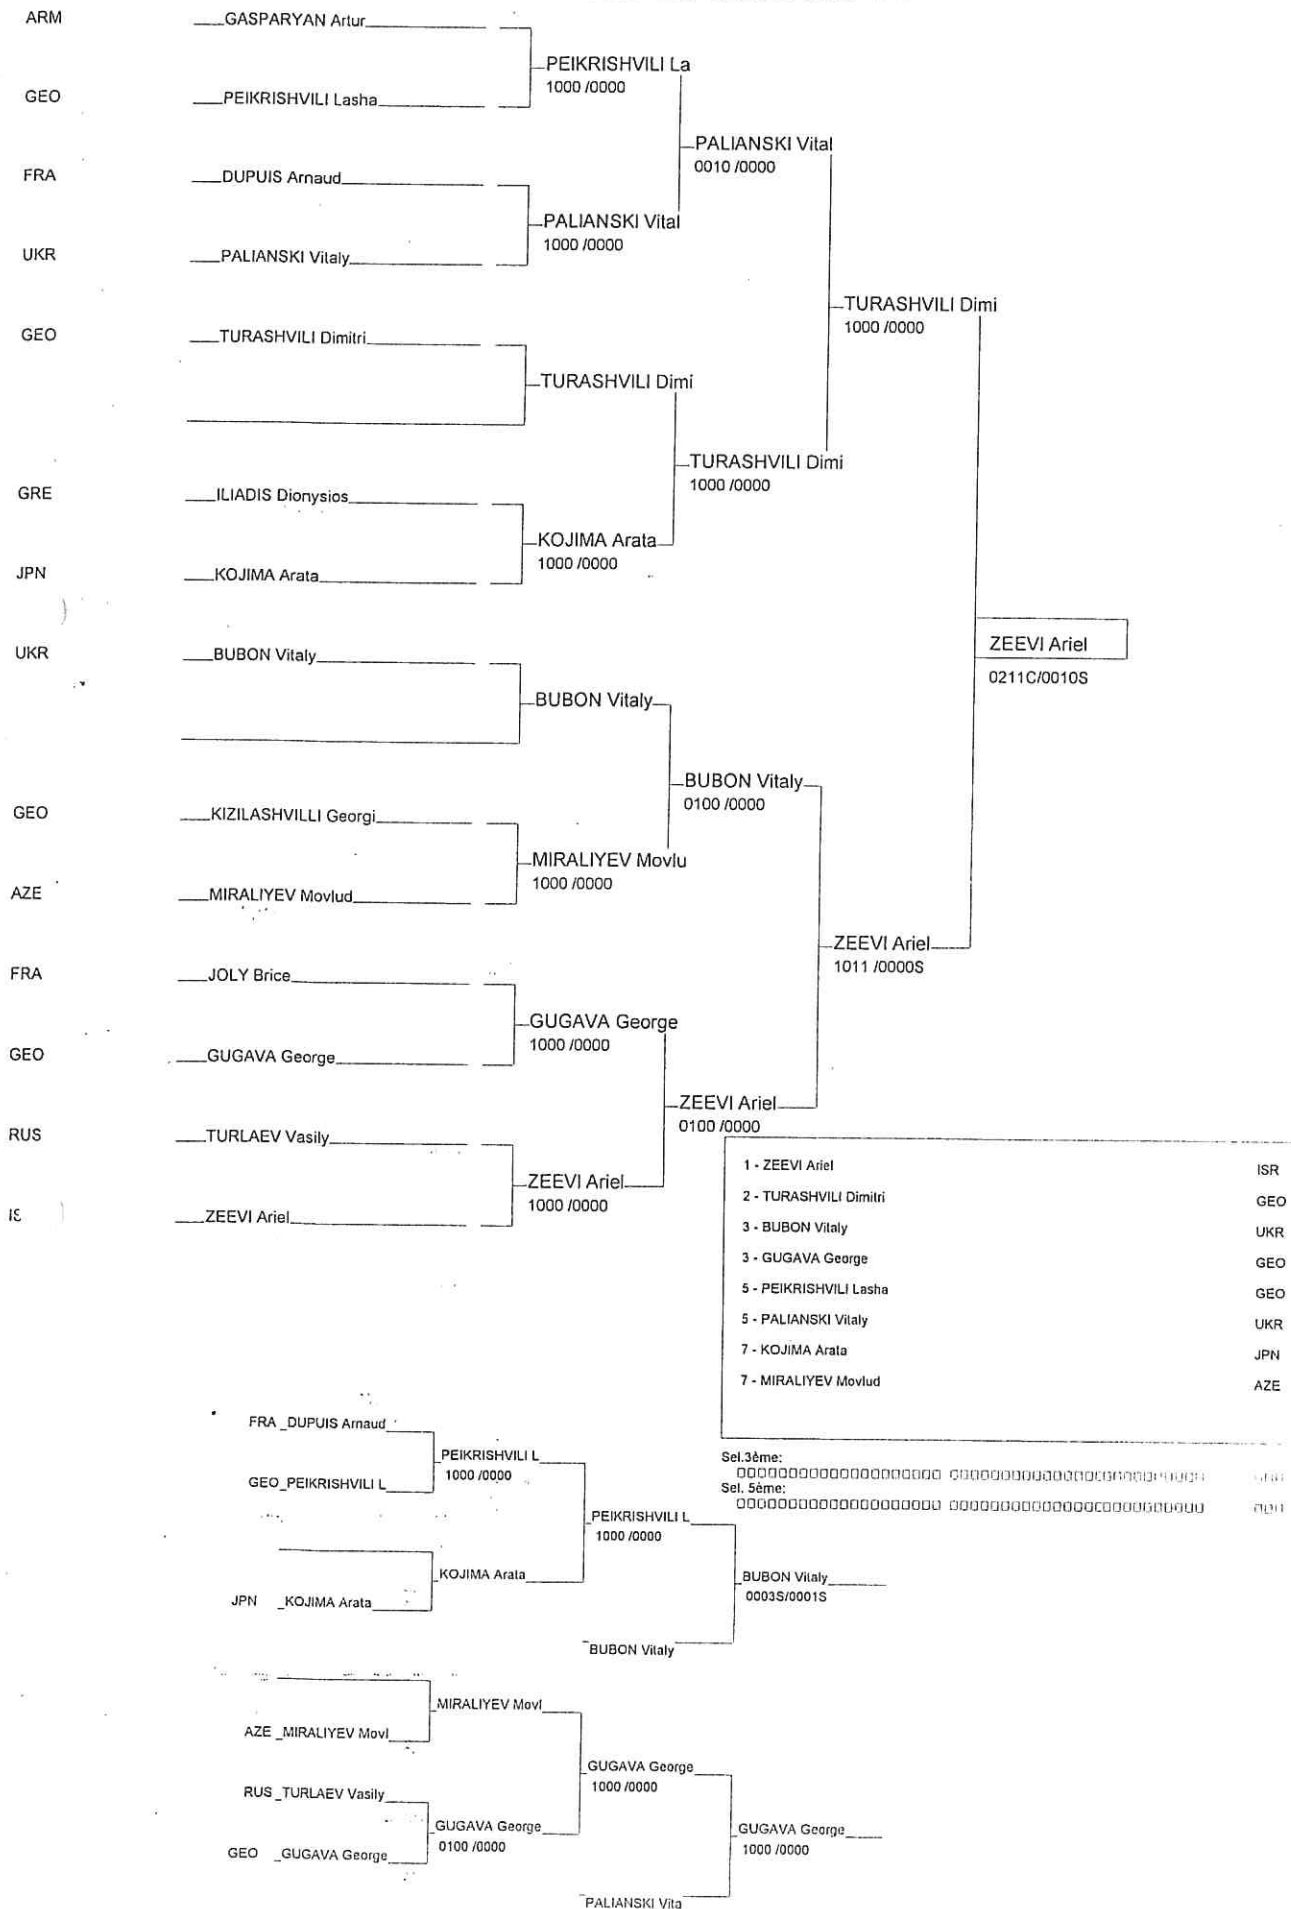 ARM GASPARYAN Artur
PEIKRISHVILI La
1000 /0000
GEO PEIKRISHVILI Lasha
PALIANSKI Vital
0010 /0000
FRA DUPUIS Arnaud
PALIANSKI Vital
1000 /0000
UKR PALIANSKI Vitaly
TURASHVILI Dimi
1000 /0000
GEO TURASHVILI Dimitri
TURASHVILI Dimi
TURASHVILI Dimi
1000 /0000
GRE ILIADIS Dionysios
KOJIMA Arata
1000 /0000
JPN KOJIMA Arata
ZEEVI Ariel
0211C/0010S
UKR BUBON Vitaly
BUBON Vitaly
BUBON Vitaly
0100 /0000
GEO KIZILASHVILLI Georgi
MIRALIYEV Movlu
1000 /0000
AZE MIRALIYEV Movlud
ZEEVI Ariel
1011 /0000S
FRA JOLY Brice
GUGAVA George
1000 /0000
GEO GUGAVA George
ZEEVI Ariel
0100 /0000
RUS TURLAEV Vasily
ZEEVI Ariel
1000 /0000
ZEEVI Ariel
1 - ZEEVI Ariel ISR
2 - TURASHVILI Dimitri GEO
3 - BUBON Vitaly UKR
3 - GUGAVA George GEO
5 - PEIKRISHVILI Lasha GEO
5 - PALIANSKI Vitaly UKR
7 - KOJIMA Arata JPN
7 - MIRALIYEV Movlud AZE
Sel.3ème:
Sel. 5ème:
FRA DUPUIS Arnaud
PEIKRISHVILI L
1000 /0000
GEO PEIKRISHVILI L
PEIKRISHVILI L
1000 /0000
KOJIMA Arata
JPN KOJIMA Arata
BUBON Vitaly
0003S/0001S
BUBON Vitaly
MIRALIYEV Movl
AZE MIRALIYEV Movl
GUGAVA George
1000 /0000
RUS TURLAEV Vasily
GUGAVA George
0100 /0000
GEO GUGAVA George
GUGAVA George
1000 /0000
PALIANSKI Vita